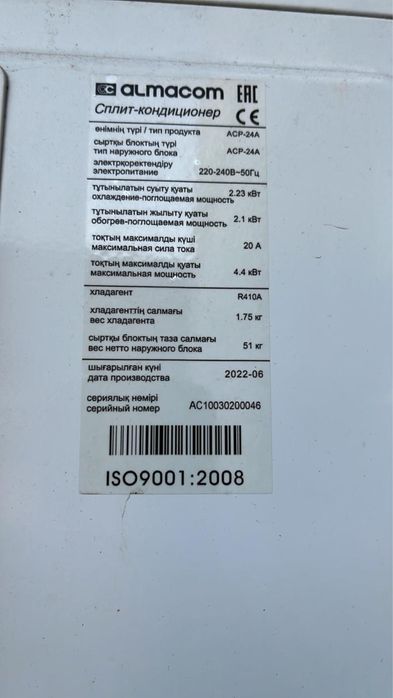 almacom EAC
Сплит-кондиционер CE
өнімнің түрі / тип продукта ACP-24A
сыртқы блоктың түрі
тип наружного блока ACP-24A
электрқоректендіру
электропитание 220-240В~50Гц
тұтынылатын суыту қуаты
охлаждение-поглощаемая мощность 2.23 кВт
тұтынылатын жылыту қуаты
обогрев-поглощаемая мощность 2.1 кВт
тоқтың максималды күші
максимальная сила тока 20 А
тоқтың максималды қуаты
максимальная мощность 4.4 кВт
хладагент R410A
хладагенттің салмағы
вес хладагента 1.75 кг
сыртқы блоктың таза салмағы
вес нетто наружного блока 51 кг
шығарылған күні
дата производства 2022-06
сериялық нөмірі
серийный номер AC10030200046
ISO9001:2008